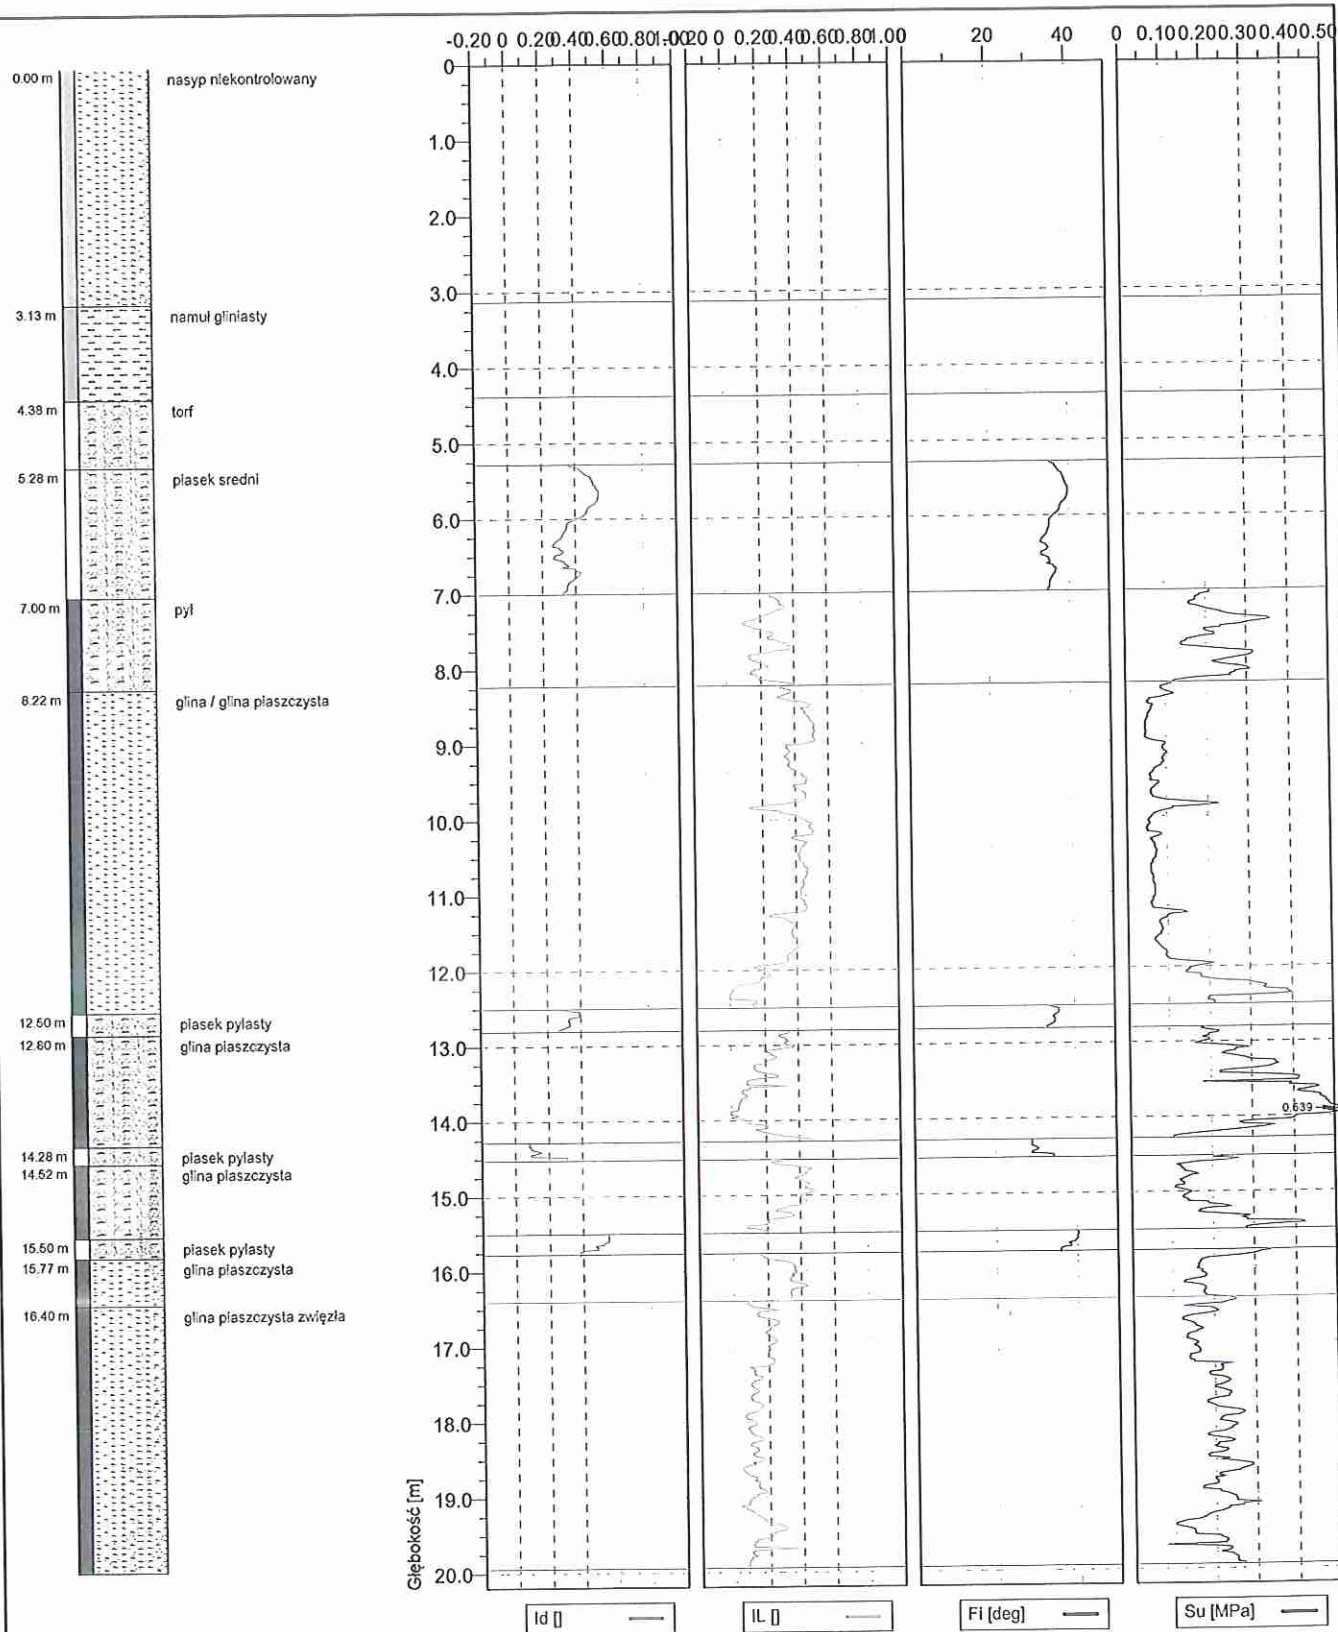 -0.20 0 0.20 0.40 0.60 0.80 1.00
-0.20 0 0.20 0.40 0.60 0.80 1.00
0 20 40
0 0.10 0.20 0.30 0.40 0.50
0.00 m nasyp niekontrolowany
3.13 m namuł gliniasty
4.38 m torf
5.28 m piasek sredni
7.00 m pył
8.22 m glina / glina piaszczysta
12.50 m piasek pylasty
12.80 m glina piaszczysta
14.28 m piasek pylasty
14.52 m glina piaszczysta
15.50 m piasek pylasty
15.77 m glina piaszczysta
16.40 m glina piaszczysta zwięzła
0
1.0
2.0
3.0
4.0
5.0
6.0
7.0
8.0
9.0
10.0
11.0
12.0
13.0
14.0
15.0
16.0
17.0
18.0
19.0
20.0
Głębokość [m]
0.639
Id []
IL []
Fi [deg]
Su [MPa]